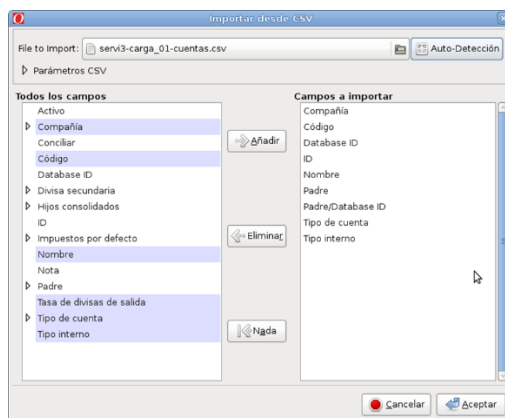 Importar desde CSV
File to Import: servi3-carga_01-cuentas.csv Auto-Detección
Parámetros CSV
Todos los campos
Activo
Compañía
Conciliar
Código
Database ID
Divisa secundaria
Hijos consolidados
ID
Impuestos por defecto
Nombre
Nota
Padre
Tasa de divisas de salida
Tipo de cuenta
Tipo interno
Añadir
Eliminar
Nada
Campos a importar
Compañía
Código
Database ID
ID
Nombre
Padre
Padre/Database ID
Tipo de cuenta
Tipo interno
Cancelar Aceptar